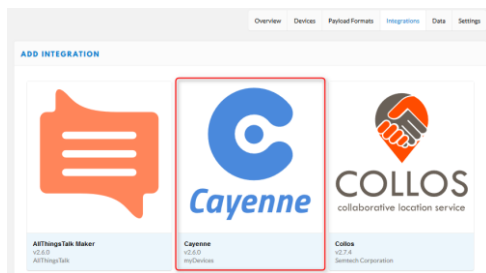 Overview Devices Payload Formats Integrations Data Settings
ADD INTEGRATION
Cayenne
COLLOS
collaborative location service
AllThingsTalk Maker
v2.6.0
AllThingsTalk
Cayenne
v2.6.0
myDevices
Collos
v2.7.4
Semtech Corporation